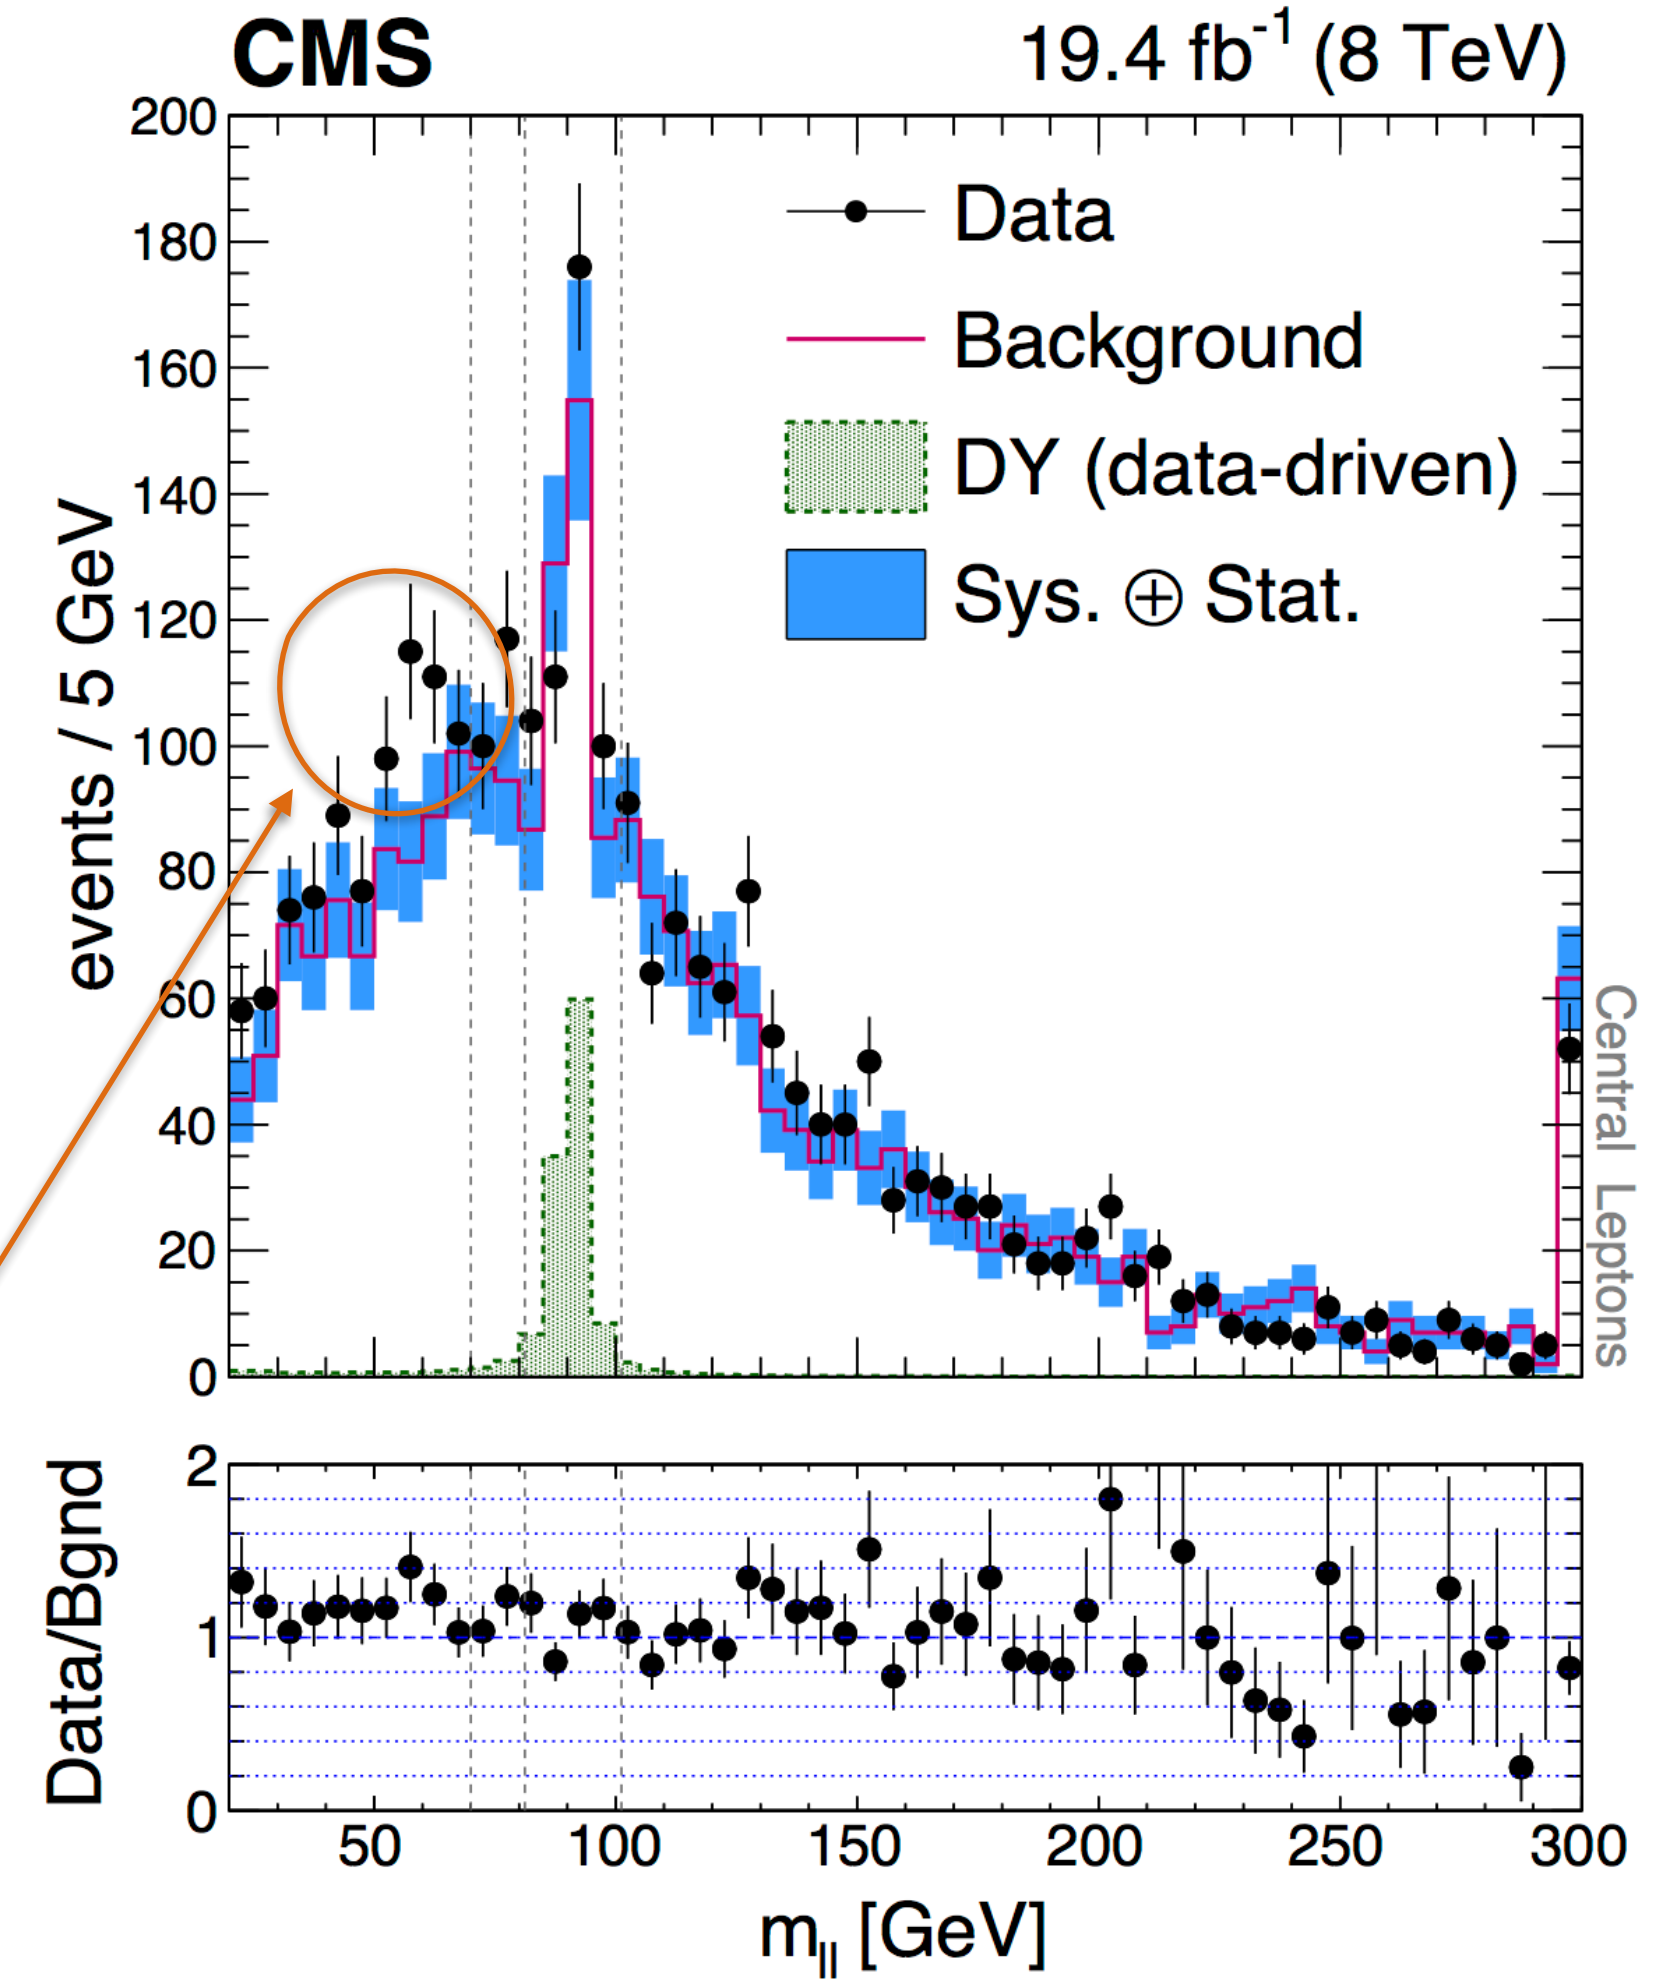 CMS
19.4 fb⁻¹ (8 TeV)
200
180
160
140
120
100
80
60
40
20
0
events / 5 GeV
Data
Background
DY (data-driven)
Sys. ⊕ Stat.
Central Leptons
2
1
0
Data/Bgnd
50 100 150 200 250 300
m_ll [GeV]